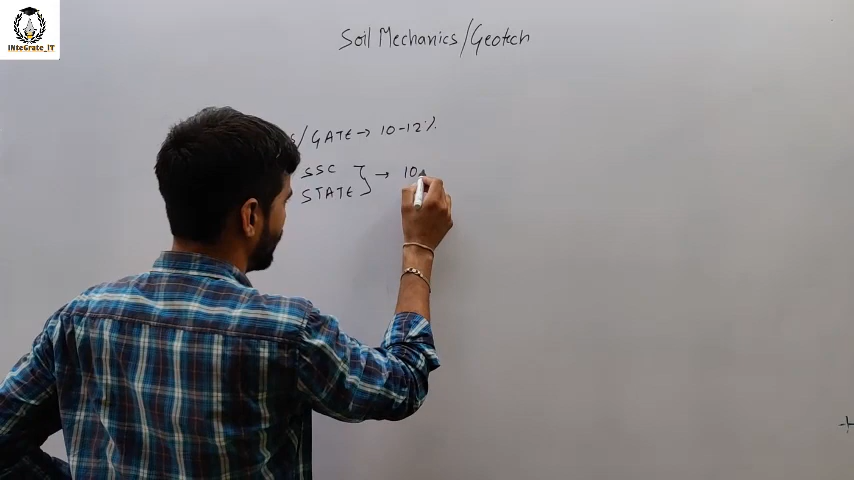 INteGrate_IT
Soil Mechanics/Geotech
/GATE → 10-12%
SSC
STATE } → 10